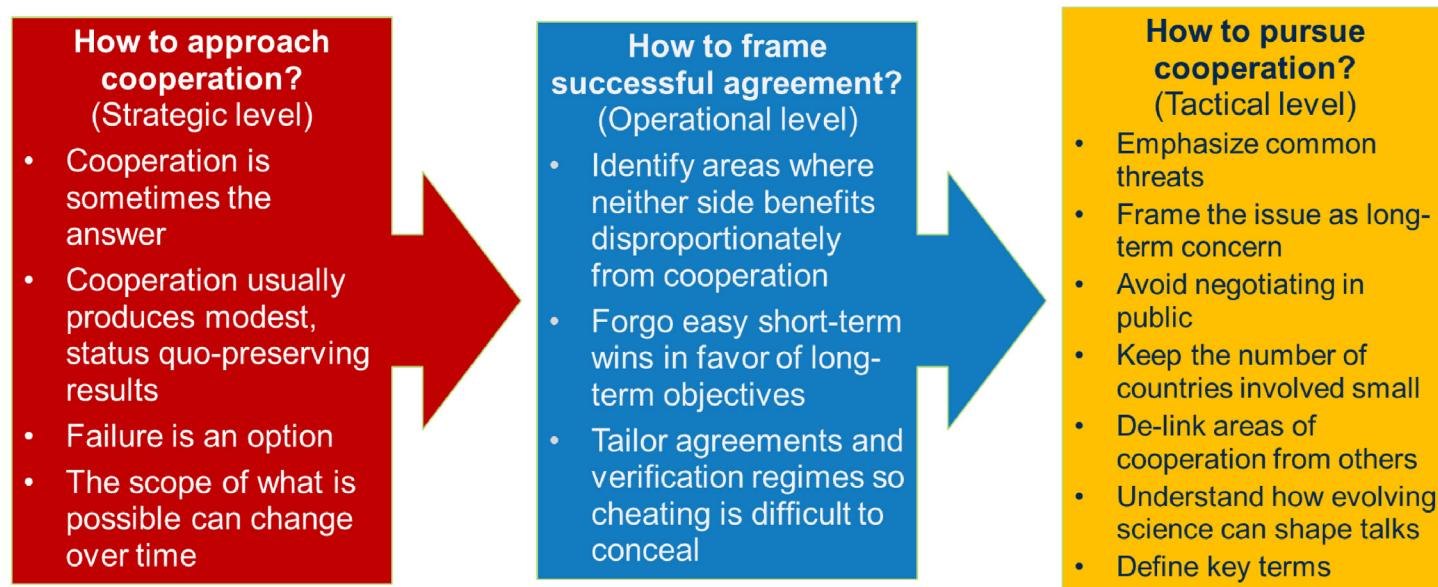 How to approach
cooperation?
(Strategic level)
• Cooperation is
sometimes the
answer
• Cooperation usually
produces modest,
status quo-preserving
results
• Failure is an option
• The scope of what is
possible can change
over time
How to frame
successful agreement?
(Operational level)
• Identify areas where
neither side benefits
disproportionately
from cooperation
• Forgo easy short-term
wins in favor of long-
term objectives
• Tailor agreements and
verification regimes so
cheating is difficult to
conceal
How to pursue
cooperation?
(Tactical level)
• Emphasize common
threats
• Frame the issue as long-
term concern
• Avoid negotiating in
public
• Keep the number of
countries involved small
• De-link areas of
cooperation from others
• Understand how evolving
science can shape talks
• Define key terms